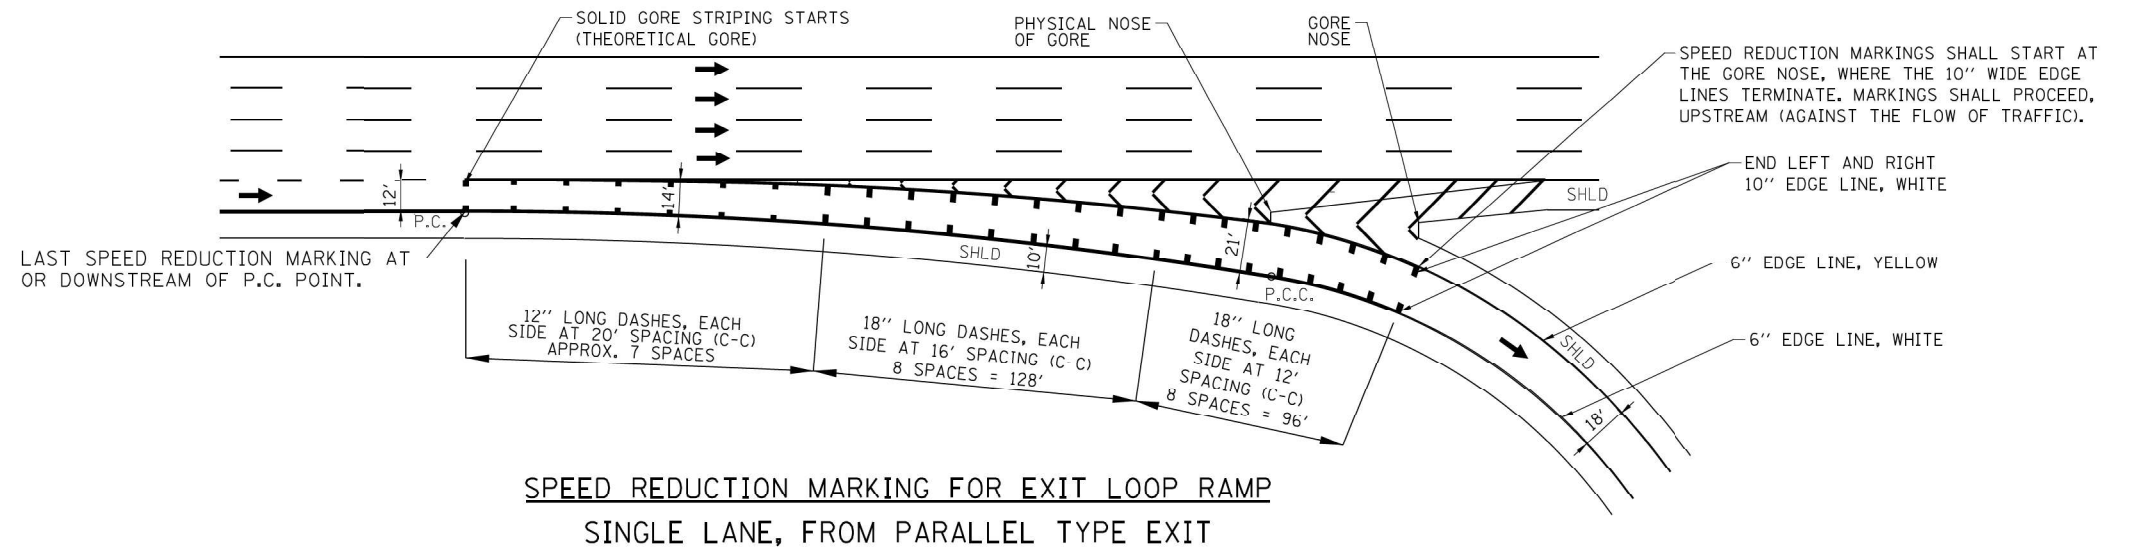 SOLID GORE STRIPING STARTS
(THEORETICAL GORE)
PHYSICAL NOSE
OF GORE
GORE
NOSE
SPEED REDUCTION MARKINGS SHALL START AT
THE GORE NOSE, WHERE THE 10'' WIDE EDGE
LINES TERMINATE. MARKINGS SHALL PROCEED,
UPSTREAM (AGAINST THE FLOW OF TRAFFIC).
END LEFT AND RIGHT
10'' EDGE LINE, WHITE
SHLD
12'
14'
P.C.
LAST SPEED REDUCTION MARKING AT
OR DOWNSTREAM OF P.C. POINT.
SHLD
10'
21'
P.C.C.
6'' EDGE LINE, YELLOW
6'' EDGE LINE, WHITE
SHLD
18'
12'' LONG DASHES, EACH
SIDE AT 20' SPACING (C-C)
APPROX. 7 SPACES
18'' LONG DASHES, EACH
SIDE AT 16' SPACING (C-C)
8 SPACES = 128'
18'' LONG
DASHES, EACH
SIDE AT 12'
SPACING (C-C)
8 SPACES = 96'
SPEED REDUCTION MARKING FOR EXIT LOOP RAMP
SINGLE LANE, FROM PARALLEL TYPE EXIT